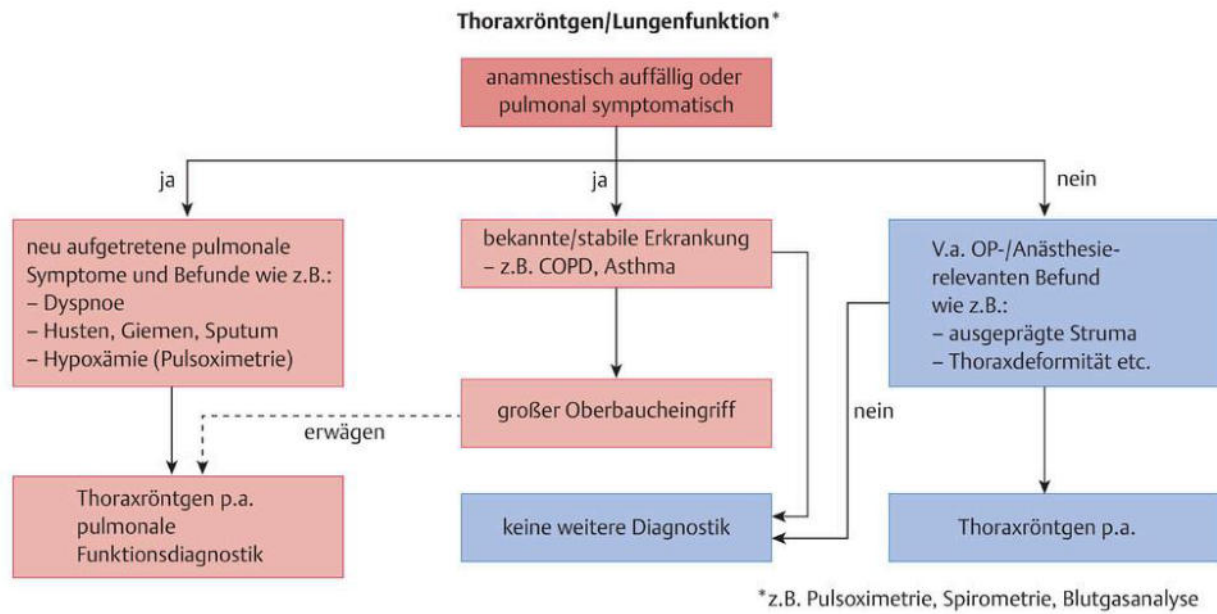 Thoraxröntgen/Lungenfunktion*
anamnestisch auffällig oder
pulmonal symptomatisch
ja
ja
nein
neu aufgetretene pulmonale
Symptome und Befunde wie z.B.:
– Dyspnoe
– Husten, Giemen, Sputum
– Hypoxämie (Pulsoximetrie)
bekannte/stabile Erkrankung
– z.B. COPD, Asthma
V.a. OP-/Anästhesie-
relevanten Befund
wie z.B.:
– ausgeprägte Struma
– Thoraxdeformität etc.
großer Oberbaucheingriff
erwägen
nein
Thoraxröntgen p.a.
pulmonale
Funktionsdiagnostik
keine weitere Diagnostik
Thoraxröntgen p.a.
*z.B. Pulsoximetrie, Spirometrie, Blutgasanalyse